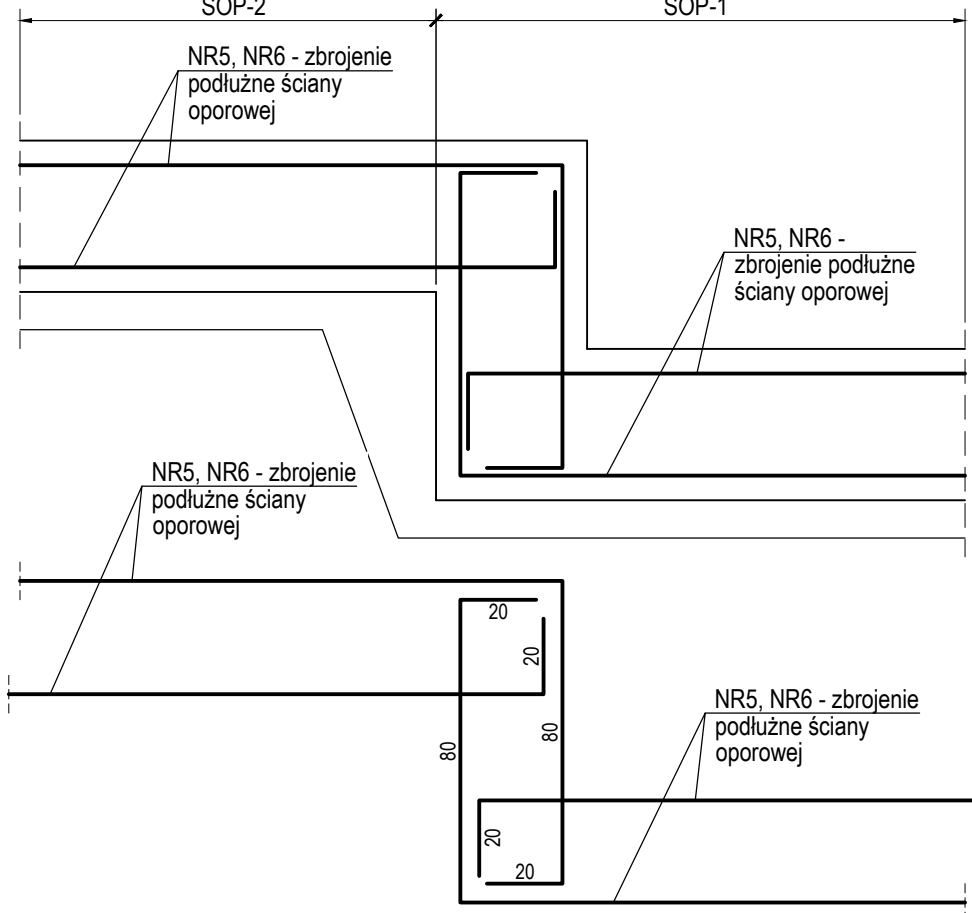 SOP-2
SOP-1
NR5, NR6 - zbrojenie
podłużne ściany
oporowej
NR5, NR6 -
zbrojenie podłużne
ściany oporowej
NR5, NR6 - zbrojenie
podłużne ściany
oporowej
20
20
80
80
NR5, NR6 - zbrojenie
podłużne ściany
oporowej
20
20